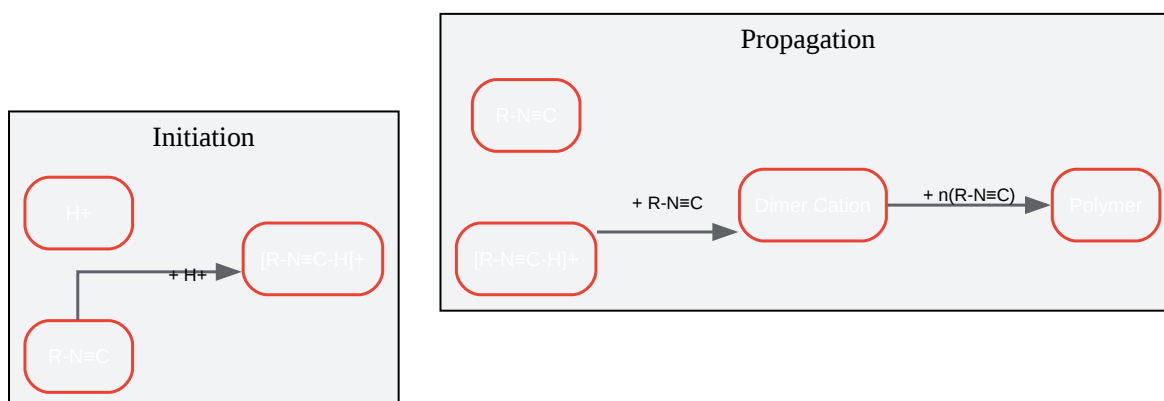 Initiation
H+
[R-N≡C-H]+
+ H+
R-N≡C
Propagation
R-N≡C
+ R-N≡C
Dimer Cation
+ n(R-N≡C)
Polymer
[R-N≡C-H]+